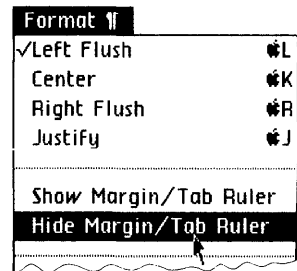 Format ¶
✓Left Flush L
Center K
Right Flush R
Justify J
Show Margin/Tab Ruler
Hide Margin/Tab Ruler